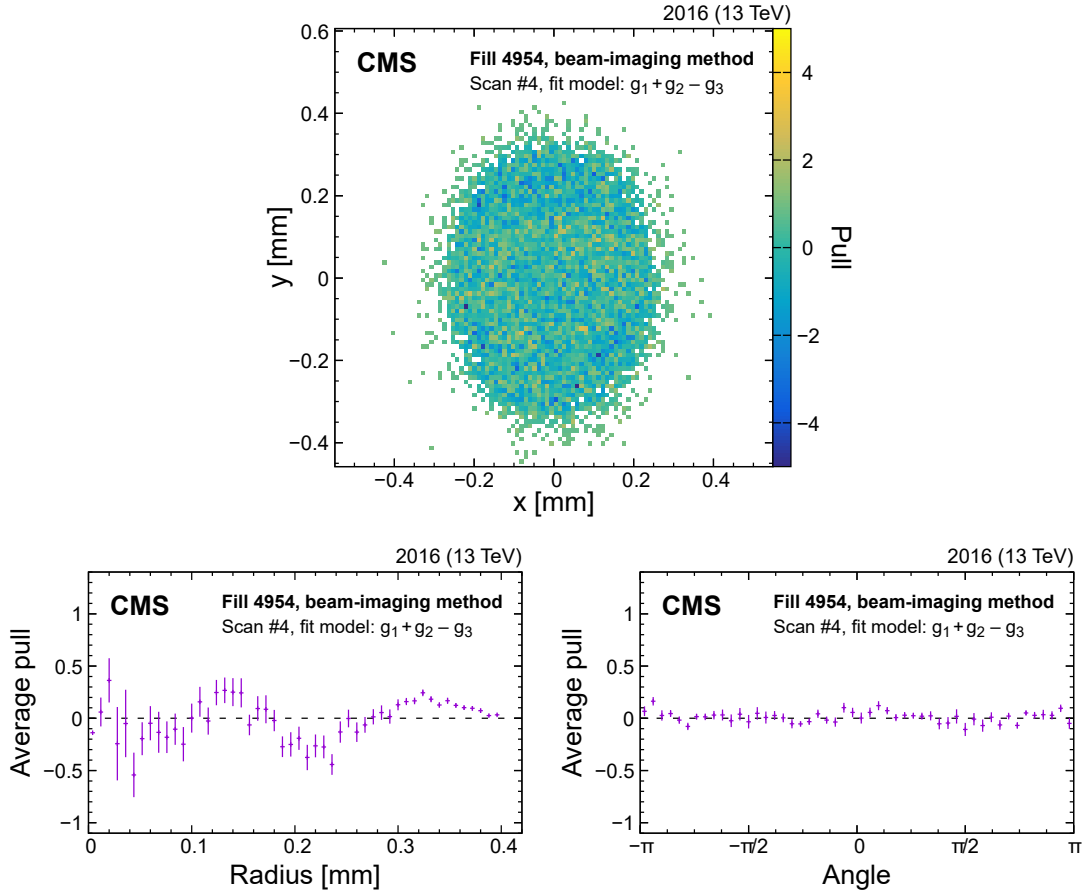 2016 (13 TeV)
CMS
Fill 4954, beam-imaging method
Scan #4, fit model: g₁ + g₂ − g₃
y [mm]
0.6
0.4
0.2
0
−0.2
−0.4
−0.4 −0.2 0 0.2 0.4
x [mm]
4
2
0
−2
−4
Pull
2016 (13 TeV)
CMS
Fill 4954, beam-imaging method
Scan #4, fit model: g₁ + g₂ − g₃
Average pull
1
0.5
0
−0.5
−1
0 0.1 0.2 0.3 0.4
Radius [mm]
2016 (13 TeV)
CMS
Fill 4954, beam-imaging method
Scan #4, fit model: g₁ + g₂ − g₃
Average pull
1
0.5
0
−0.5
−1
−π −π/2 0 π/2 π
Angle